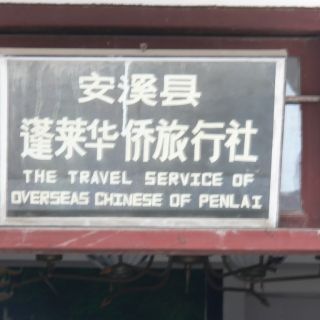 安溪县
蓬莱华侨旅行社
THE TRAVEL SERVICE OF
OVERSEAS CHINESE OF PENLAI